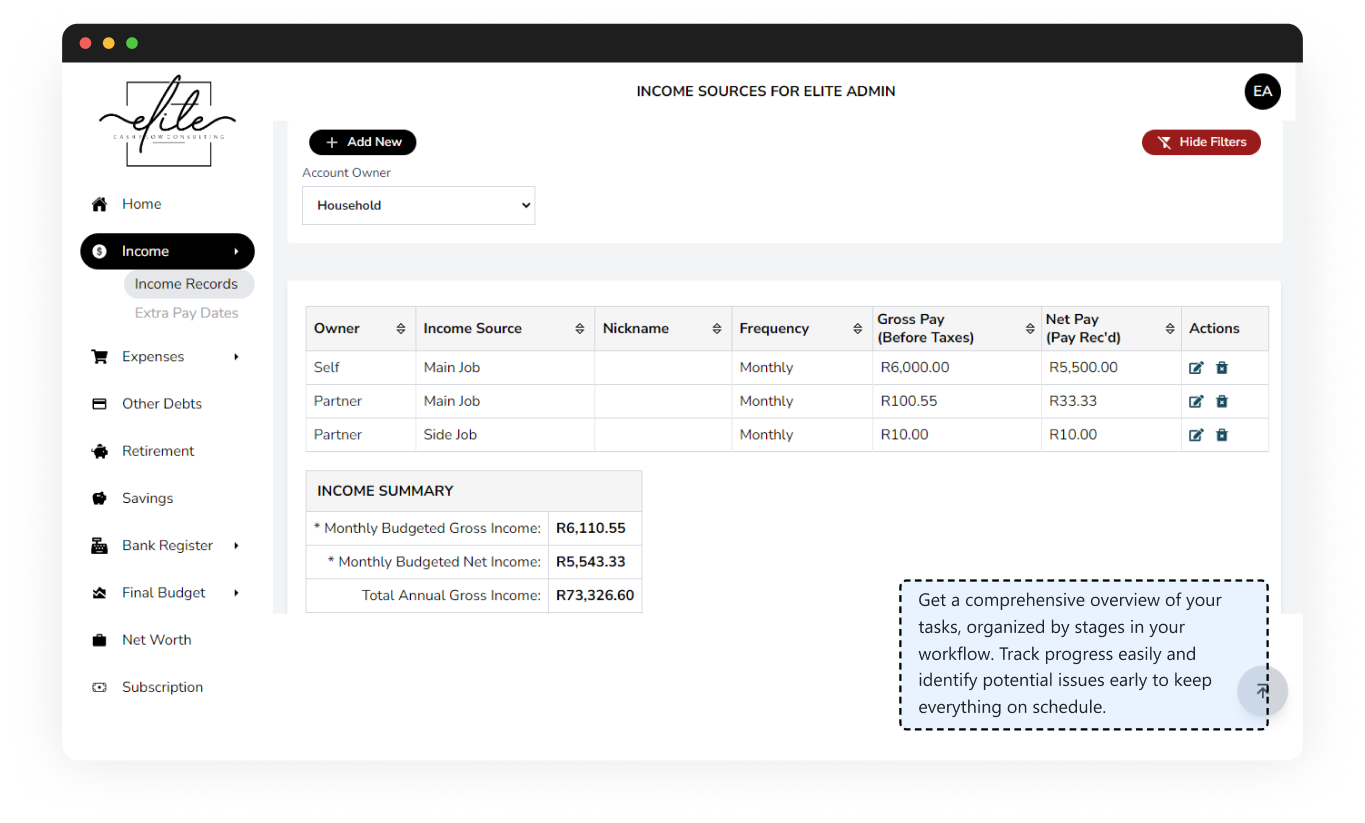 elite
CASHFLOW CONSULTING
INCOME SOURCES FOR ELITE ADMIN
EA
Add New
Hide Filters
Account Owner
Household
Home
Income
Income Records
Extra Pay Dates
Expenses
Other Debts
Retirement
Savings
Bank Register
Final Budget
Net Worth
Subscription
Owner Income Source Nickname Frequency Gross Pay (Before Taxes) Net Pay (Pay Rec'd) Actions
Self Main Job Monthly R6,000.00 R5,500.00
Partner Main Job Monthly R100.55 R33.33
Partner Side Job Monthly R10.00 R10.00
INCOME SUMMARY
* Monthly Budgeted Gross Income: R6,110.55
* Monthly Budgeted Net Income: R5,543.33
Total Annual Gross Income: R73,326.60
Get a comprehensive overview of your
tasks, organized by stages in your
workflow. Track progress easily and
identify potential issues early to keep
everything on schedule.